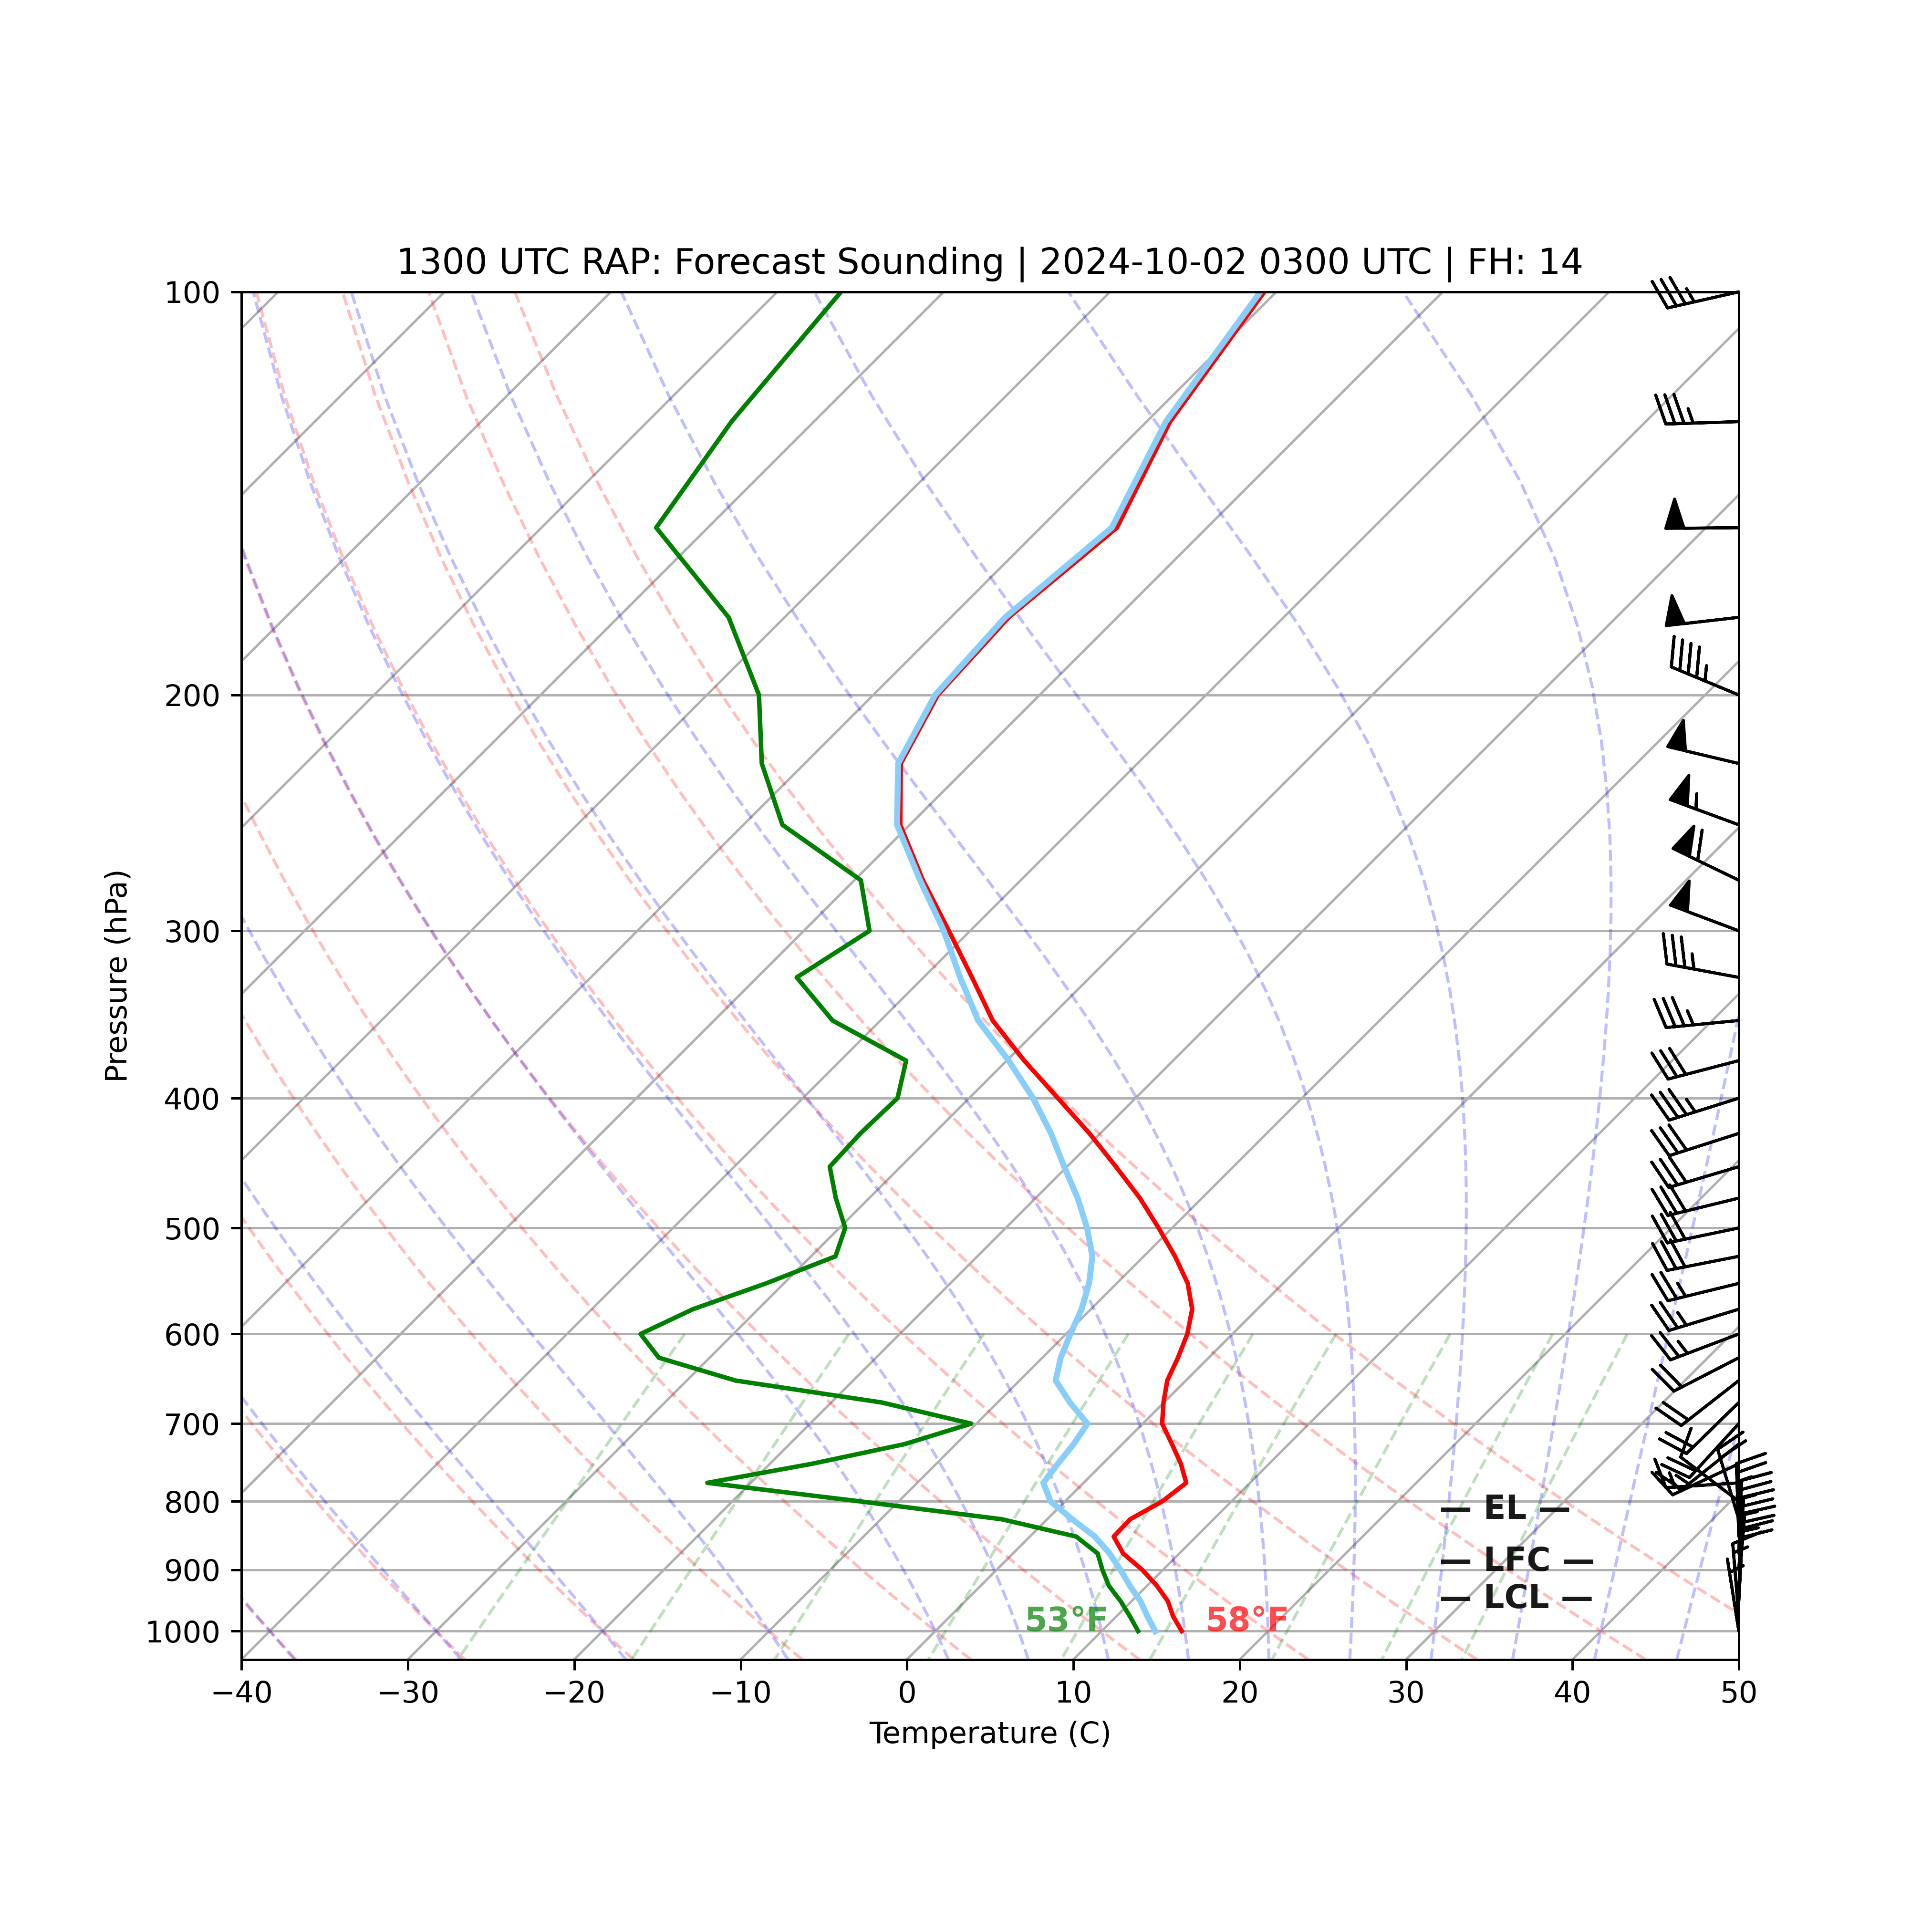 1300 UTC RAP: Forecast Sounding | 2024-10-02 0300 UTC | FH: 14
100
200
300
400
500
600
700
800
900
1000
Pressure (hPa)
— EL —
— LFC —
— LCL —
53°F
58°F
−40 −30 −20 −10 0 10 20 30 40 50
Temperature (C)